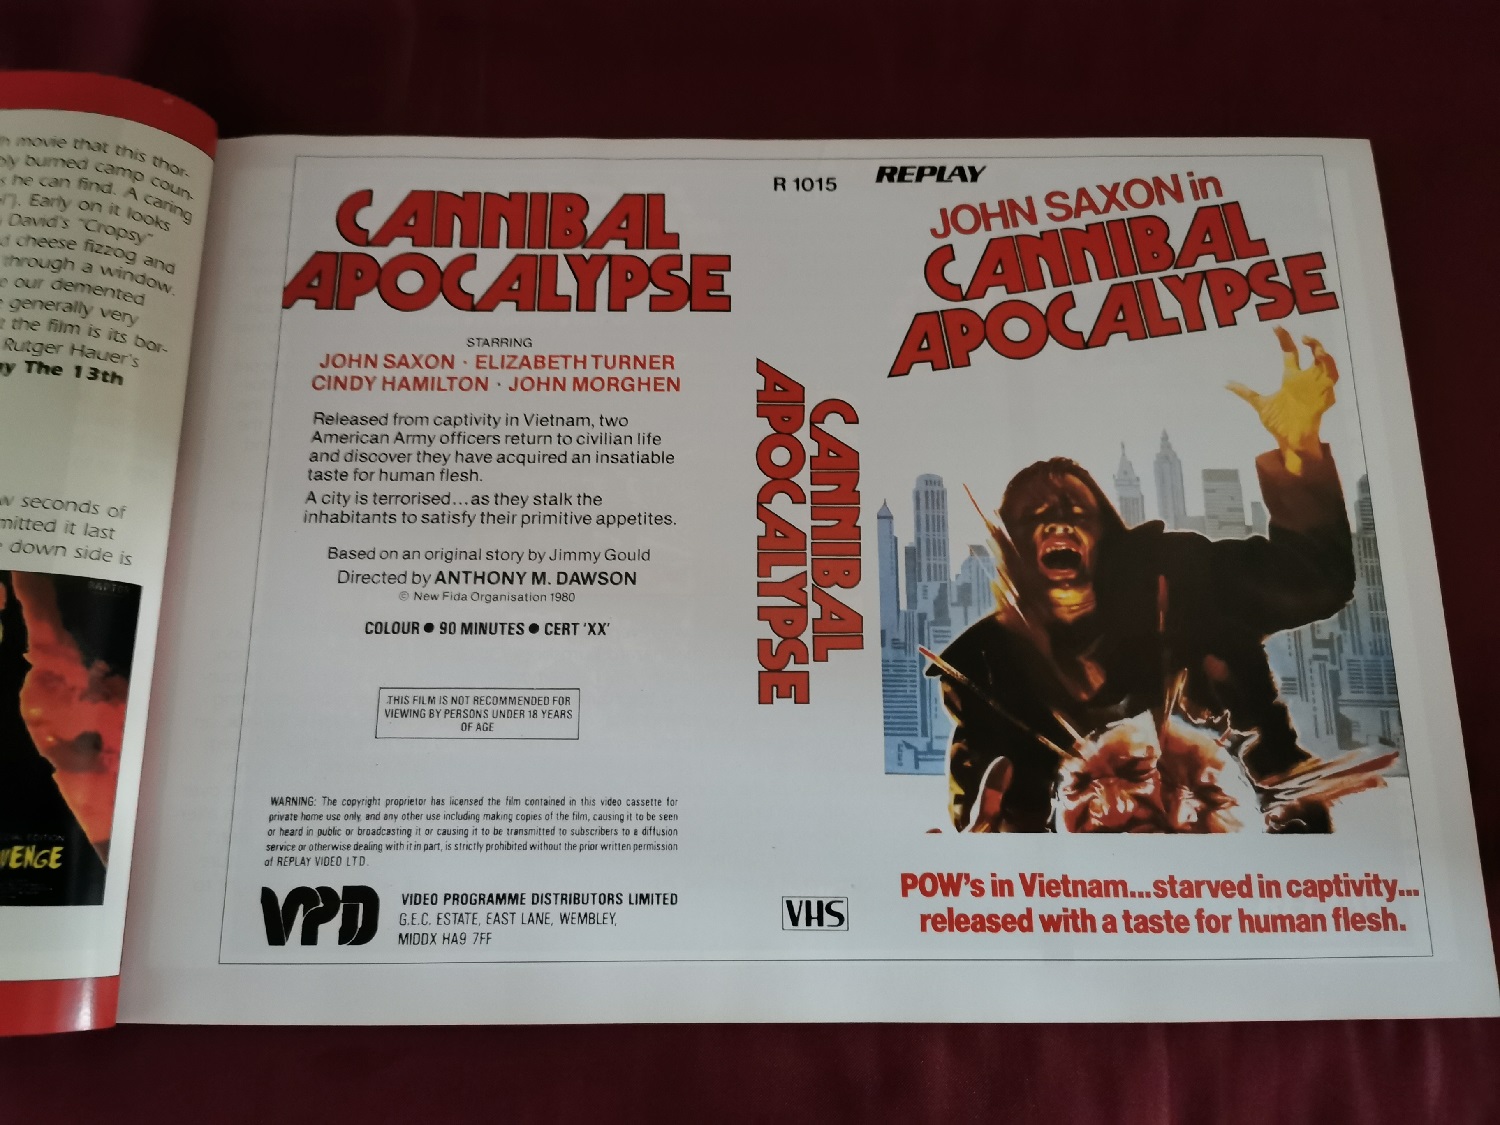 movie that this thor-
burned camp coun-
he can find. A caring
Early on it looks
David's "Cropsy"
cheese fizzog and
through a window.
our demented
generally very
the film is its bor-
Rutger Hauer's
The 13th
seconds of
it last
down side is
CANNIBAL
APOCALYPSE
STARRING
JOHN SAXON · ELIZABETH TURNER
CINDY HAMILTON · JOHN MORGHEN
Released from captivity in Vietnam, two
American Army officers return to civilian life
and discover they have acquired an insatiable
taste for human flesh.
A city is terrorised...as they stalk the
inhabitants to satisfy their primitive appetites.
Based on an original story by Jimmy Gould
Directed by ANTHONY M. DAWSON
© New Fida Organisation 1980
COLOUR ● 90 MINUTES ● CERT 'XX'
THIS FILM IS NOT RECOMMENDED FOR
VIEWING BY PERSONS UNDER 18 YEARS
OF AGE
WARNING: The copyright proprietor has licensed the film contained in this video cassette for
private home use only, and any other use including making copies of the film, causing it to be seen
or heard in public or broadcasting it or causing it to be transmitted to subscribers to a diffusion
service or otherwise dealing with it in part, is strictly prohibited without the prior written permission
of REPLAY VIDEO LTD.
VPD
VIDEO PROGRAMME DISTRIBUTORS LIMITED
G.E.C. ESTATE, EAST LANE, WEMBLEY,
MIDDX HA9 7FF
R 1015
CANNIBAL
APOCALYPSE
VHS
REPLAY
JOHN SAXON in
CANNIBAL
APOCALYPSE
POW's in Vietnam...starved in captivity...
released with a taste for human flesh.